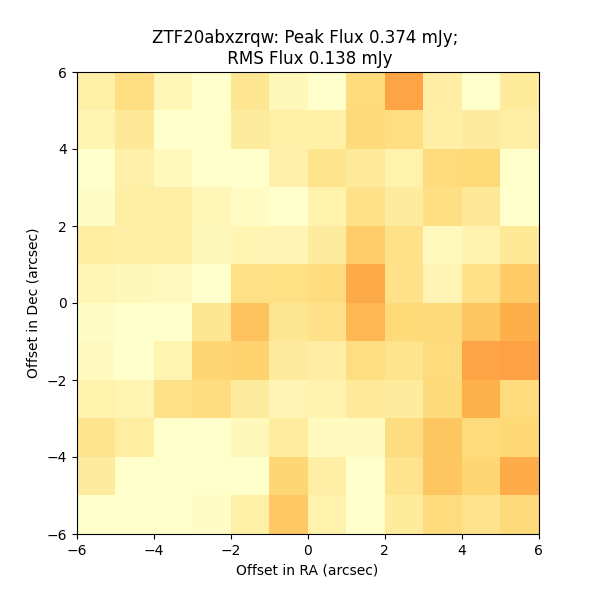 ZTF20abxzrqw: Peak Flux 0.374 mJy;
RMS Flux 0.138 mJy
6
4
2
0
−2
−4
−6
Offset in Dec (arcsec)
−6 −4 −2 0 2 4 6
Offset in RA (arcsec)